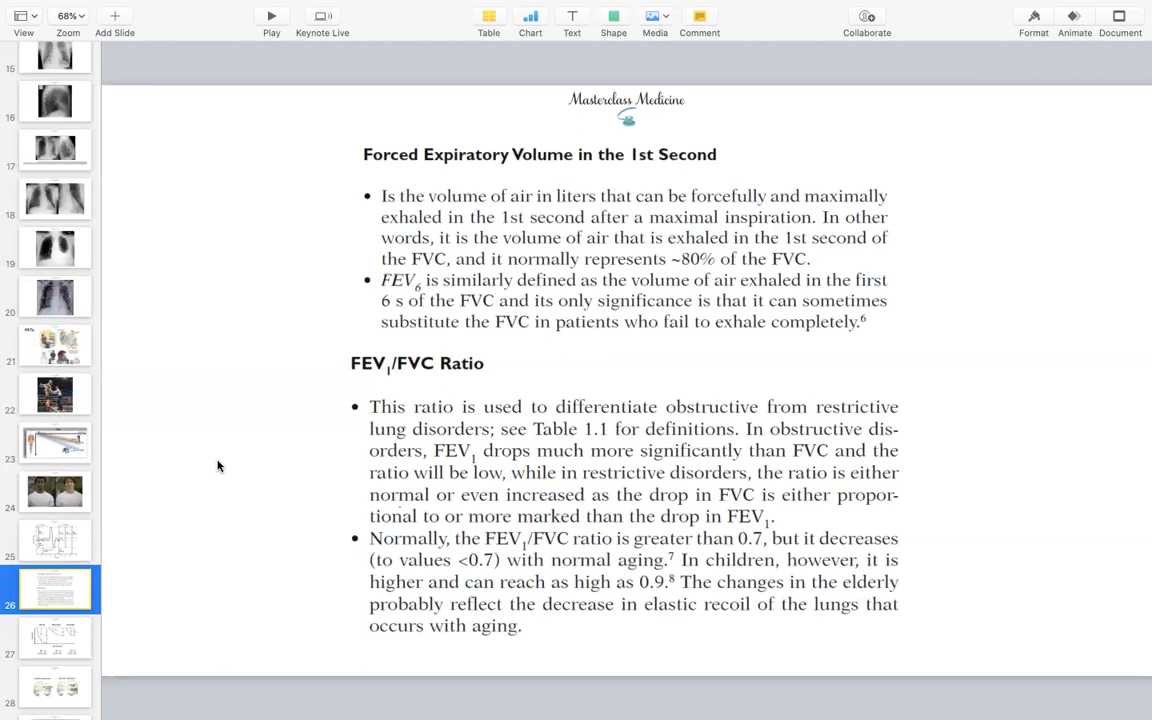 68%
View
Zoom
Add Slide
Play
Keynote Live
Table
Chart
Text
Shape
Media
Comment
Collaborate
Format
Animate
Document
15
16
17
18
19
20
21
22
23
24
25
26
27
28
Masterclass Medicine
Forced Expiratory Volume in the 1st Second
• Is the volume of air in liters that can be forcefully and maximally
exhaled in the 1st second after a maximal inspiration. In other
words, it is the volume of air that is exhaled in the 1st second of
the FVC, and it normally represents ~80% of the FVC.
• FEV₆ is similarly defined as the volume of air exhaled in the first
6 s of the FVC and its only significance is that it can sometimes
substitute the FVC in patients who fail to exhale completely.⁶
FEV₁/FVC Ratio
• This ratio is used to differentiate obstructive from restrictive
lung disorders; see Table 1.1 for definitions. In obstructive dis-
orders, FEV₁ drops much more significantly than FVC and the
ratio will be low, while in restrictive disorders, the ratio is either
normal or even increased as the drop in FVC is either propor-
tional to or more marked than the drop in FEV₁.
• Normally, the FEV₁/FVC ratio is greater than 0.7, but it decreases
(to values <0.7) with normal aging.⁷ In children, however, it is
higher and can reach as high as 0.9.⁸ The changes in the elderly
probably reflect the decrease in elastic recoil of the lungs that
occurs with aging.